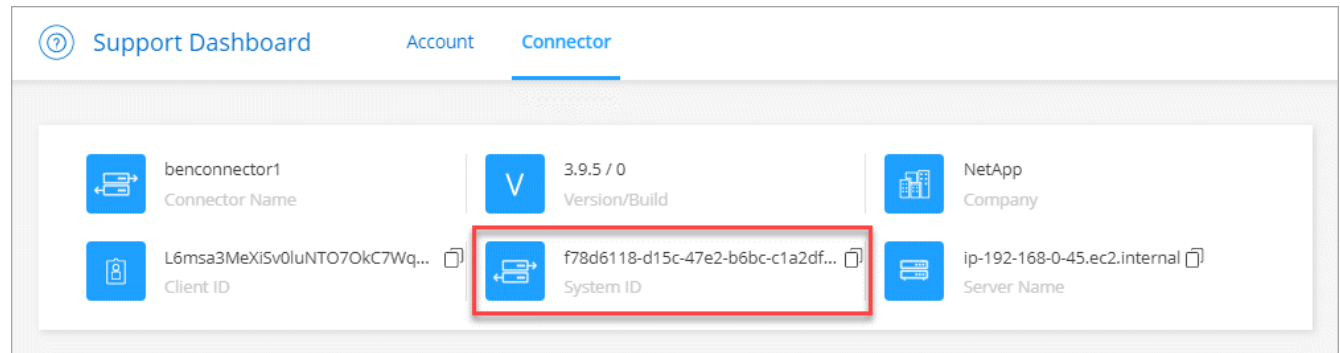 Support Dashboard Account Connector
benconnector1
Connector Name
V
3.9.5 / 0
Version/Build
NetApp
Company
L6msa3MeXiSv0luNTO7OkC7Wq...
Client ID
f78d6118-d15c-47e2-b6bc-c1a2df...
System ID
ip-192-168-0-45.ec2.internal
Server Name